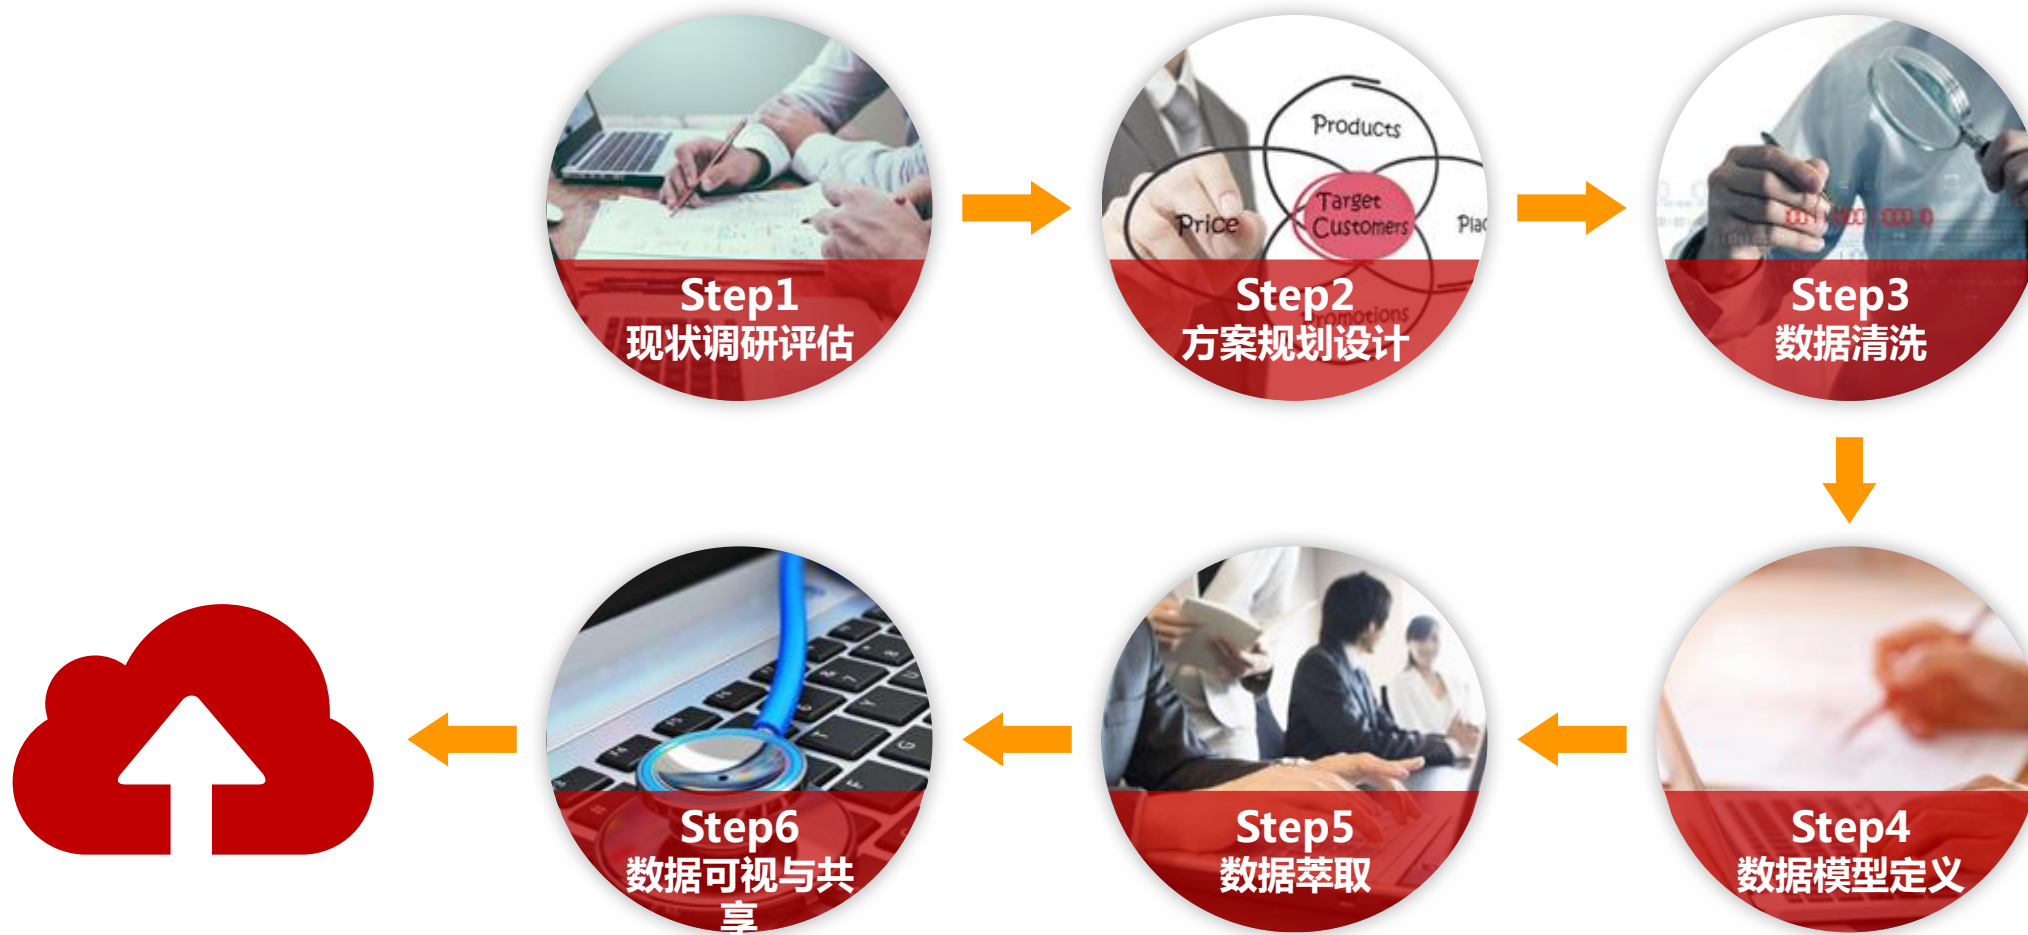 Step1
现状调研评估
Products
Price
Target
Customers
Plac
Promotions
Step2
方案规划设计
Step3
数据清洗
Step4
数据模型定义
Step5
数据萃取
Step6
数据可视与共
享